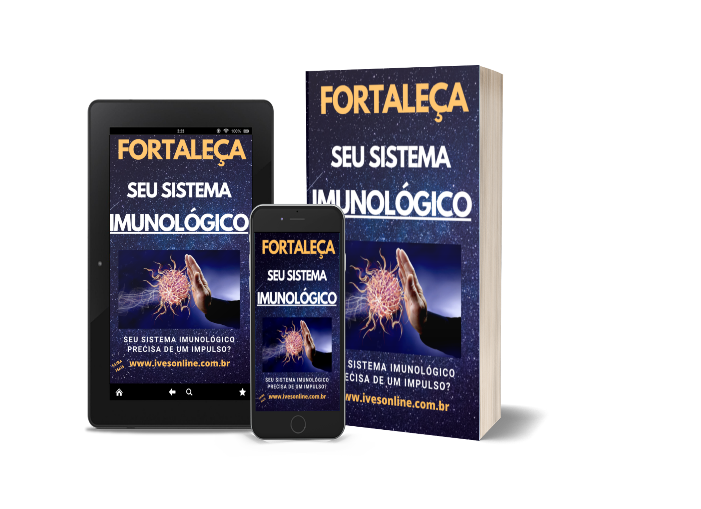 FORTALEÇA
SEU SISTEMA
IMUNOLÓGICO
SEU SISTEMA IMUNOLÓGICO
PRECISA DE UM IMPULSO?
www.ivesonline.com.br
FORTALEÇA
SEU SISTEMA
IMUNOLÓGICO
SEU SISTEMA IMUNOLÓGICO
PRECISA DE UM IMPULSO?
www.ivesonline.com.br
FORTALEÇA
SEU SISTEMA
IMUNOLÓGICO
SISTEMA IMUNOLÓGICO
ECISA DE UM IMPULSO?
ww.ivesonline.com.br